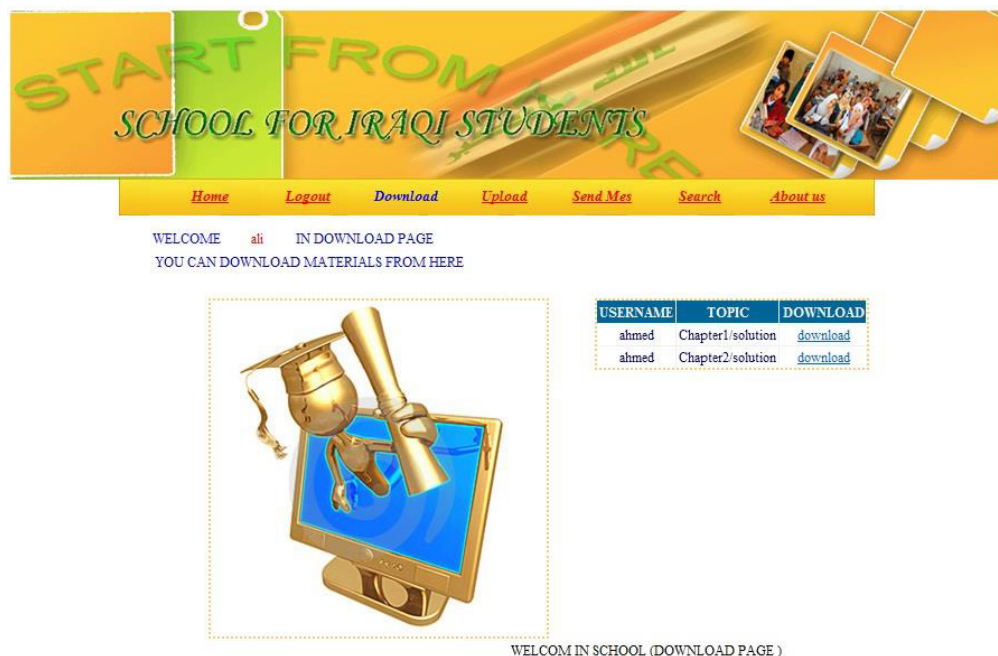 START FROM HERE
SCHOOL FOR IRAQI STUDENTS
Home Logout Download Upload Send Mes Search About us
WELCOME ali IN DOWNLOAD PAGE
YOU CAN DOWNLOAD MATERIALS FROM HERE
USERNAME TOPIC DOWNLOAD
ahmed Chapter1/solution download
ahmed Chapter2/solution download
WELCOM IN SCHOOL (DOWNLOAD PAGE )